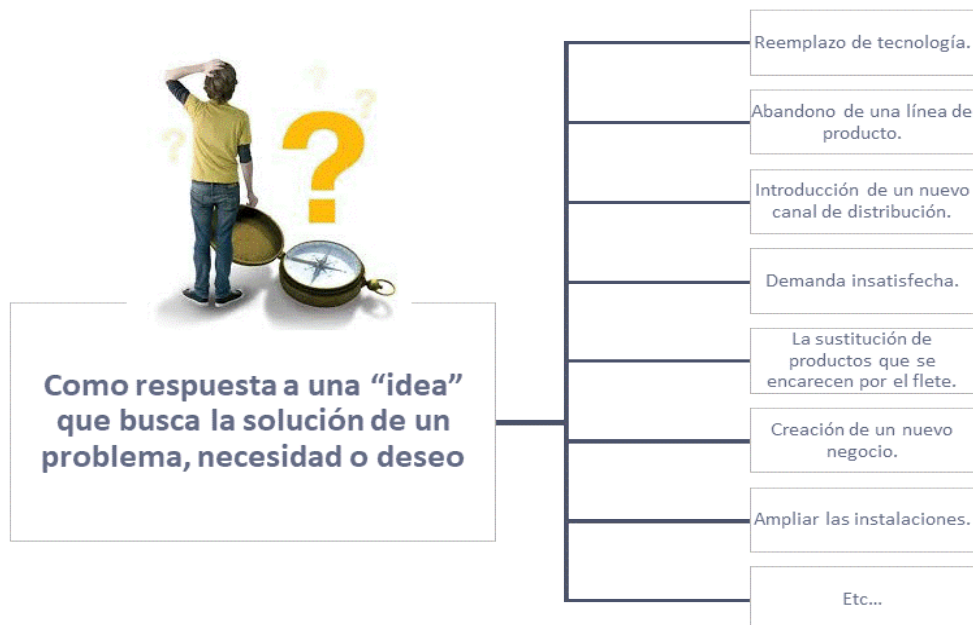 Como respuesta a una “idea”
que busca la solución de un
problema, necesidad o deseo
Reemplazo de tecnología.
Abandono de una línea de
producto.
Introducción de un nuevo
canal de distribución.
Demanda insatisfecha.
La sustitución de
productos que se
encarecen por el flete.
Creación de un nuevo
negocio.
Ampliar las instalaciones.
Etc...